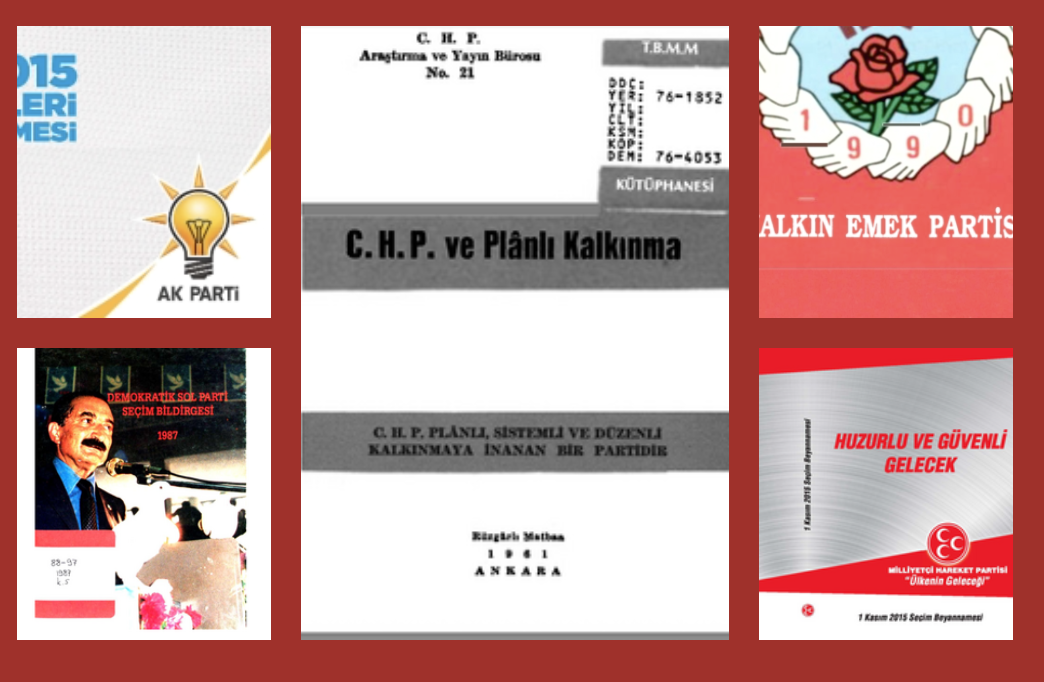 015
LERİ
MESİ
AK PARTİ
DEMOKRATİK SOL PARTİ
SEÇİM BİLDİRGESİ
1987
88-97
1987
k.5
C. H. P.
Araştırma ve Yayın Bürosu
No. 21
T.B.M.M
DDÇ:
YER: 76-1852
YIL:
CLT:
KSM:
KOP:
DEM: 76-4053
KÜTÜPHANESİ
C. H. P. ve Plânlı Kalkınma
C. H. P. PLÂNLI, SİSTEMLİ VE DÜZENLİ
KALKINMAYA İNANAN BİR PARTİDİR
Rüzgârlı Matbaa
1 9 6 1
A N K A R A
1 9 9 0
ALKIN EMEK PARTİS
HUZURLU VE GÜVENLİ
GELECEK
1 Kasım 2015 Seçim Beyannamesi
MİLLİYETÇİ HAREKET PARTİSİ
"Ülkenin Geleceği"
1 Kasım 2015 Seçim Beyannamesi